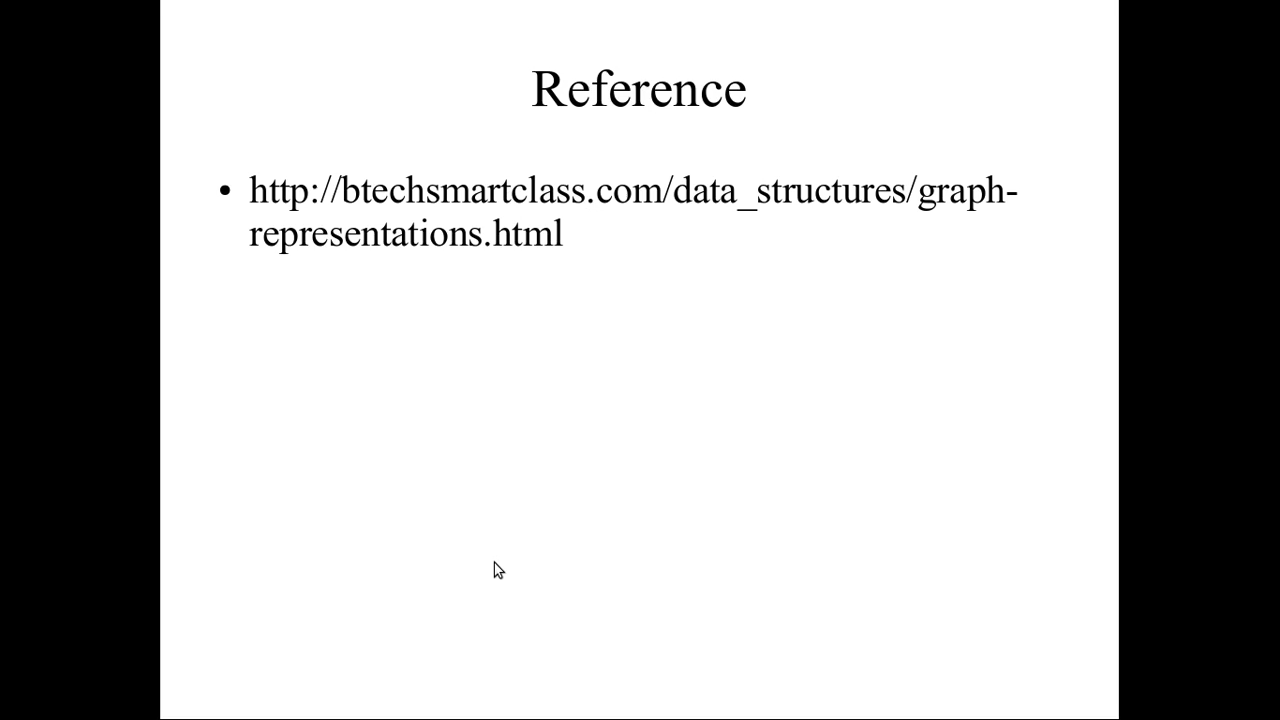 Reference
• http://btechsmartclass.com/data_structures/graph-
representations.html